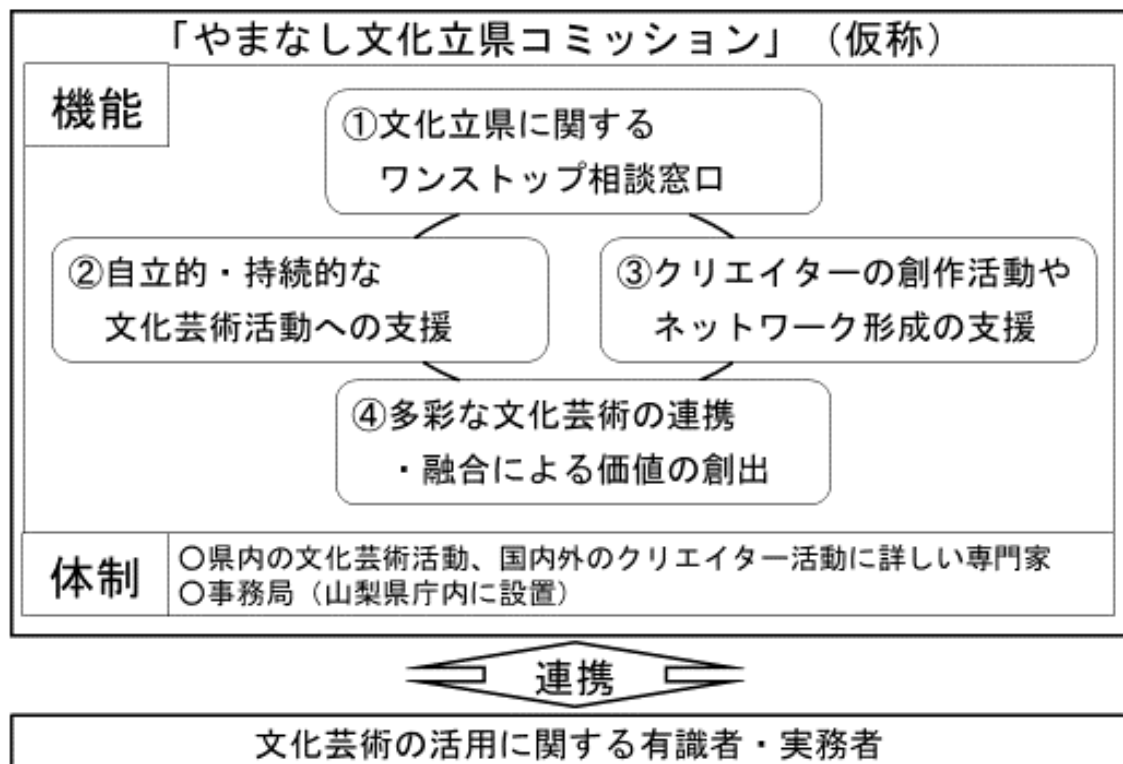 「やまなし文化立県コミッション」（仮称）
機能
①文化立県に関する
ワンストップ相談窓口
②自立的・持続的な
文化芸術活動への支援
③クリエイターの創作活動や
ネットワーク形成の支援
④多彩な文化芸術の連携
・融合による価値の創出
体制
〇県内の文化芸術活動、国内外のクリエイター活動に詳しい専門家
〇事務局（山梨県庁内に設置）
連携
文化芸術の活用に関する有識者・実務者